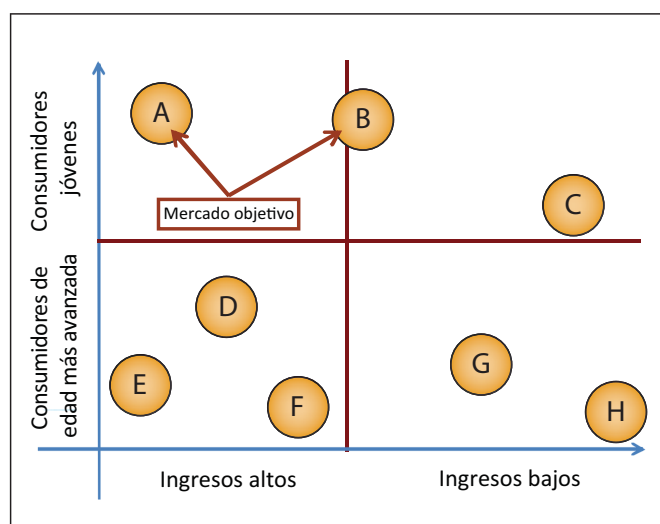 Consumidores
jóvenes
A
B
C
Mercado objetivo
Consumidores de
edad más avanzada
D
E
F
G
H
Ingresos altos
Ingresos bajos